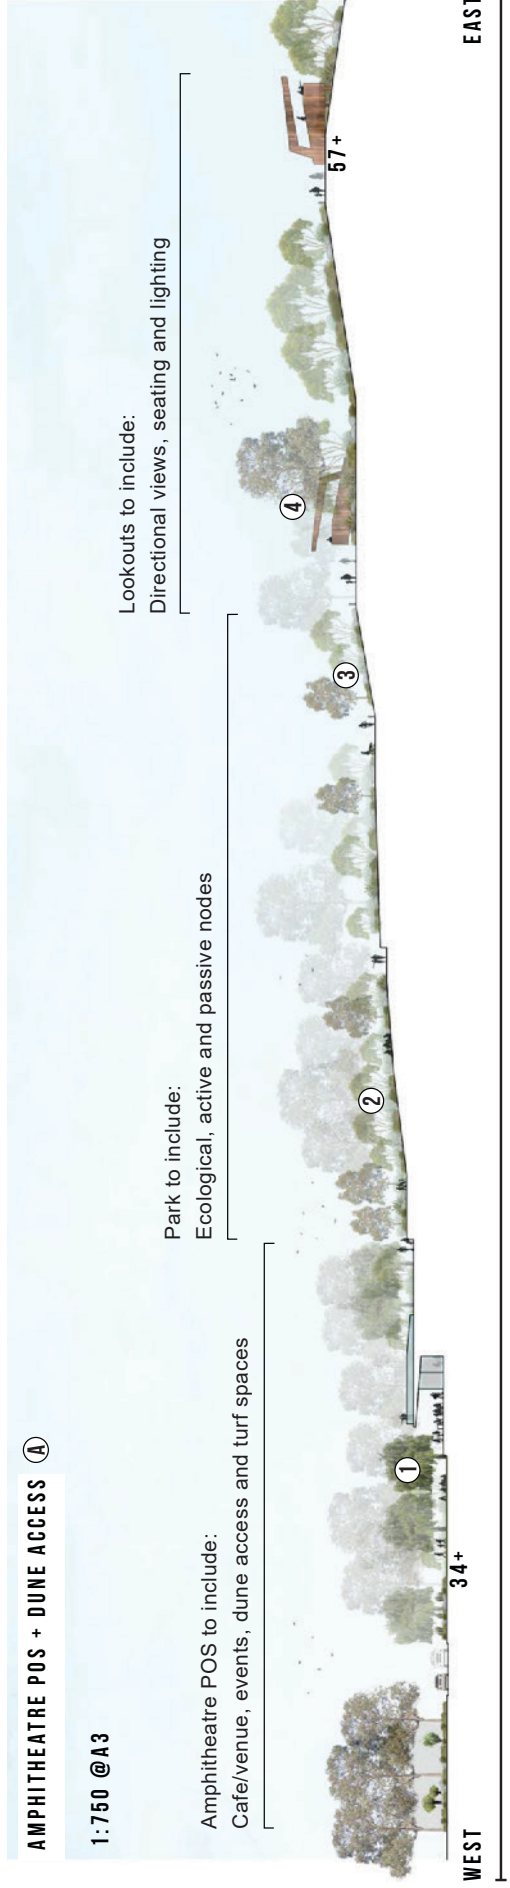 AMPHITHEATRE POS + DUNE ACCESS A
1:750 @A3
Amphitheatre POS to include:
Cafe/venue, events, dune access and turf spaces
Park to include:
Ecological, active and passive nodes
Lookouts to include:
Directional views, seating and lighting
1
2
3
4
34+
57+
WEST
EAST